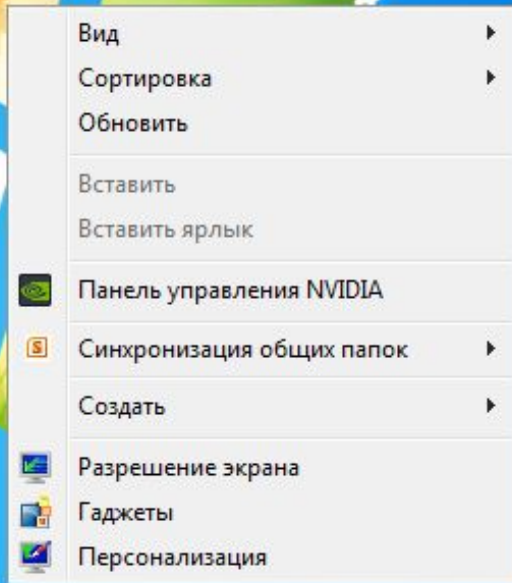 Вид
Сортировка
Обновить
Вставить
Вставить ярлык
Панель управления NVIDIA
Синхронизация общих папок
Создать
Разрешение экрана
Гаджеты
Персонализация